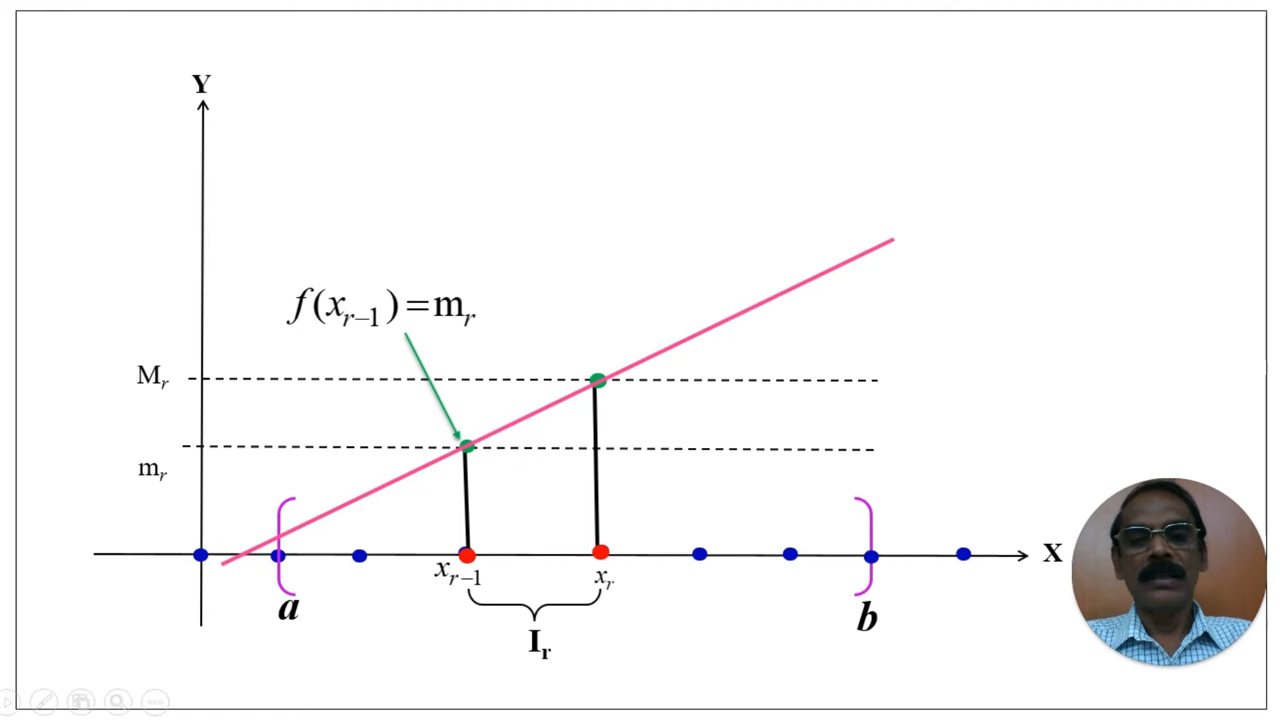 Y
f(x_{r−1}) = m_r
M_r
m_r
x_{r−1}
x_r
X
a
b
I_r